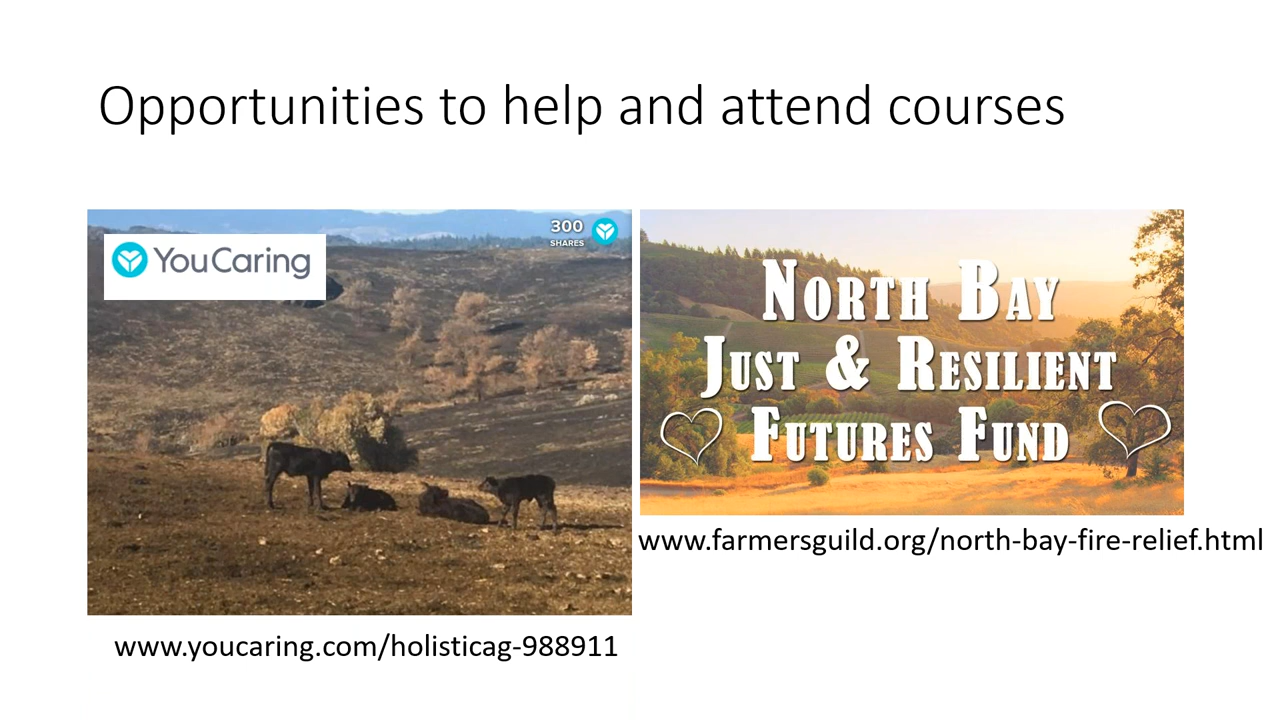 Opportunities to help and attend courses
YouCaring
300
SHARES
NORTH BAY
JUST & RESILIENT
FUTURES FUND
www.farmersguild.org/north-bay-fire-relief.html
www.youcaring.com/holisticag-988911